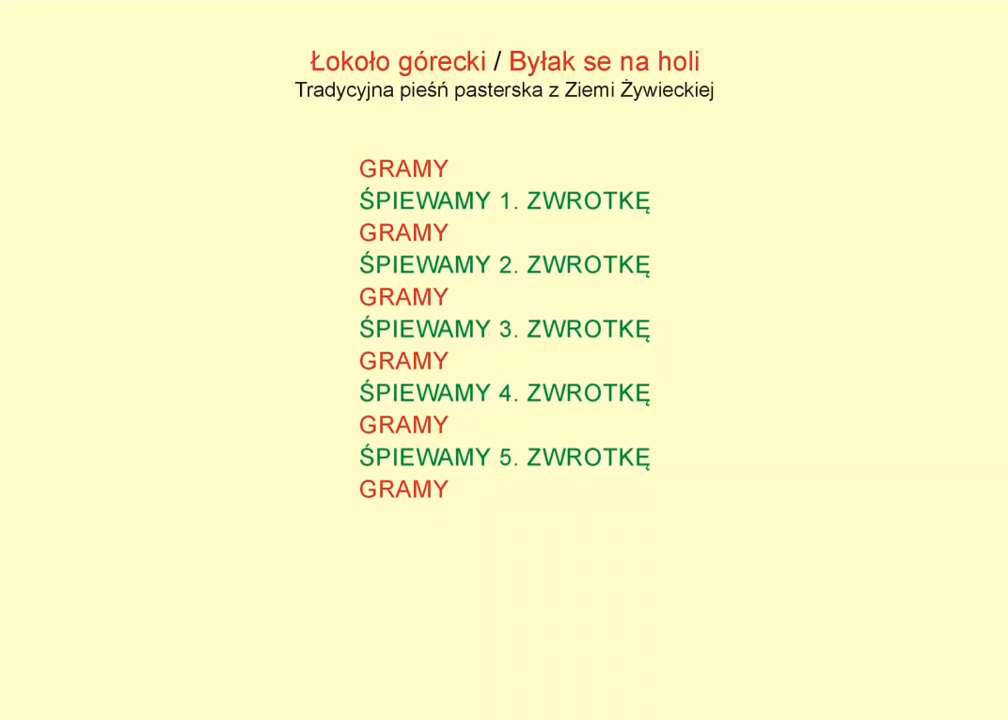 Łokoło górecki / Byłak se na holi
Tradycyjna pieśń pasterska z Ziemi Żywieckiej
GRAMY
ŚPIEWAMY 1. ZWROTKĘ
GRAMY
ŚPIEWAMY 2. ZWROTKĘ
GRAMY
ŚPIEWAMY 3. ZWROTKĘ
GRAMY
ŚPIEWAMY 4. ZWROTKĘ
GRAMY
ŚPIEWAMY 5. ZWROTKĘ
GRAMY